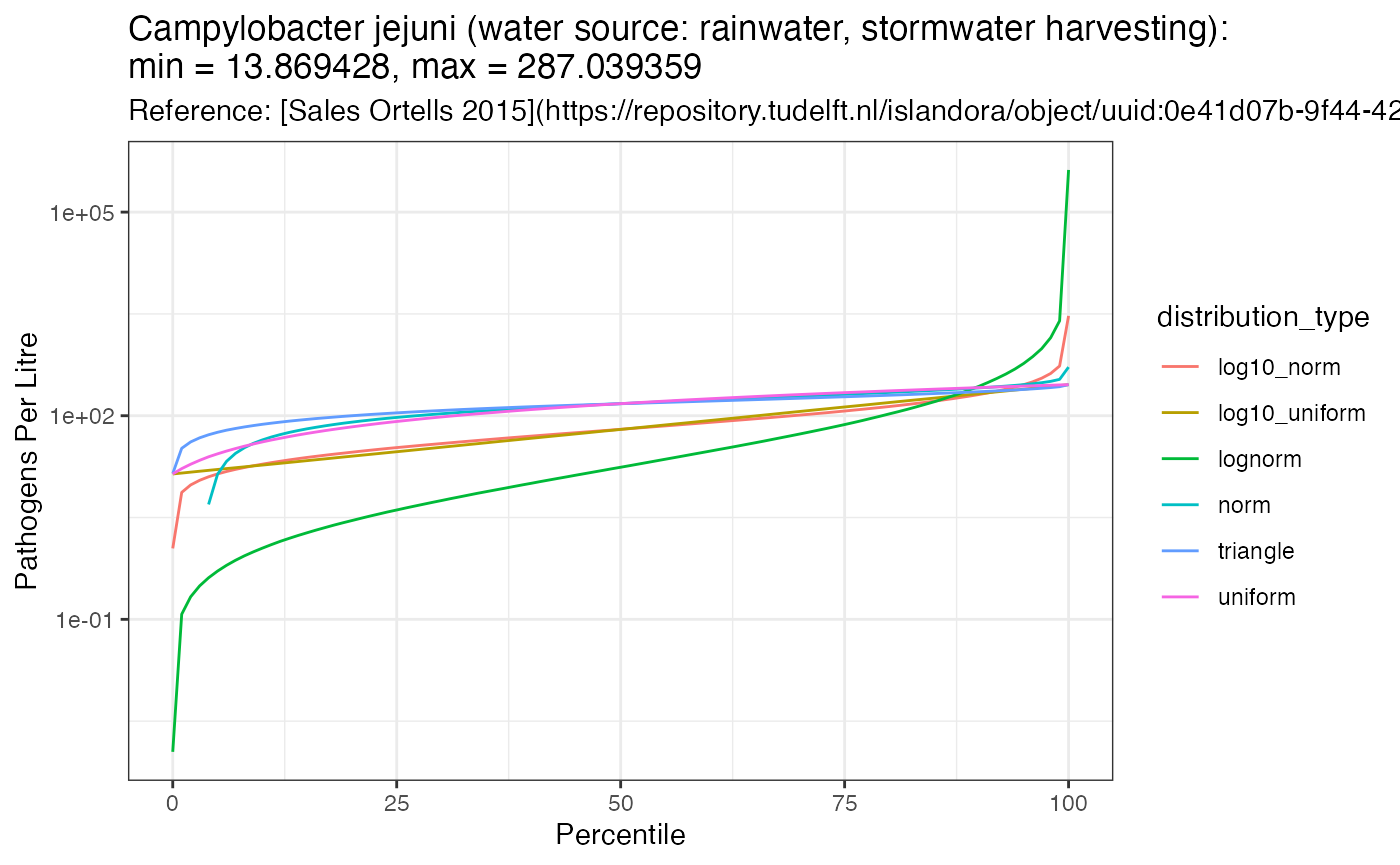 Campylobacter jejuni (water source: rainwater, stormwater harvesting):
min = 13.869428, max = 287.039359
Reference: [Sales Ortells 2015](https://repository.tudelft.nl/islandora/object/uuid:0e41d07b-9f44-42
Pathogens Per Litre
1e+05
1e+02
1e-01
0 25 50 75 100
Percentile
distribution_type
log10_norm
log10_uniform
lognorm
norm
triangle
uniform